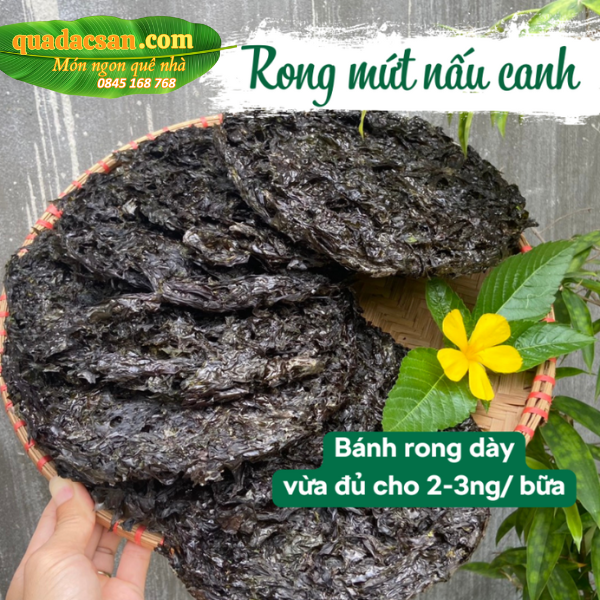 quadacsan.com
Món ngon quê nhà
0845 168 768
Rong mứt nấu canh
Bánh rong dày
vừa đủ cho 2-3ng/ bữa